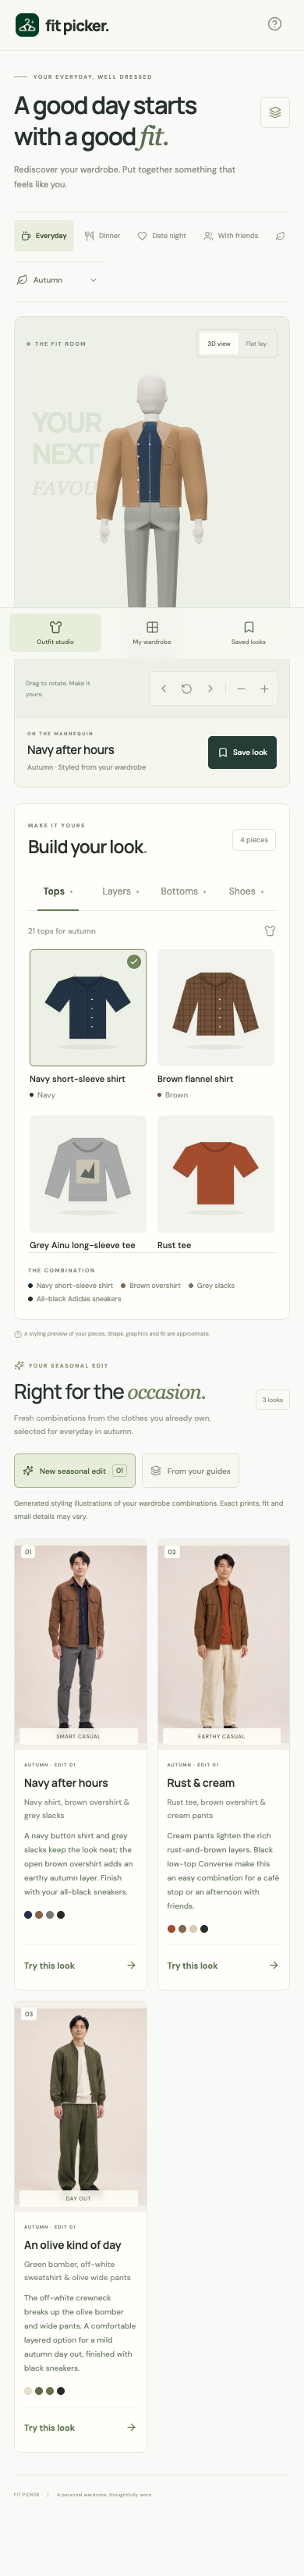 fit picker.
YOUR EVERYDAY, WELL DRESSED
A good day starts
with a good fit.
Rediscover your wardrobe. Put together something
that feels like you.
Everyday
Dinner
Date night
With friends
Autumn
THE FIT ROOM
3D view
Flat lay
YOUR
NEXT
FAVOU
Outfit studio
My wardrobe
Saved looks
Drag to rotate. Make it
yours.
ON THE MANNEQUIN
Navy after hours
Autumn · Styled from your wardrobe
Save look
MAKE IT YOURS
Build your look.
4 pieces
Tops
Layers
Bottoms
Shoes
21 tops for autumn
Navy short-sleeve shirt
Navy
Brown flannel shirt
Brown
Grey Ainu long-sleeve tee
Rust tee
THE COMBINATION
Navy short-sleeve shirt
Brown overshirt
Grey slacks
All-black Adidas sneakers
A styling preview of your pieces. Shape, graphics and fit are approximate.
YOUR SEASONAL EDIT
Right for the occasion.
3 looks
Fresh combinations from the clothes you already own,
selected for everyday in autumn.
New seasonal edit 01
From your guides
Generated styling illustrations of your wardrobe combinations. Exact prints, fit and
small details may vary.
01
SMART CASUAL
AUTUMN · EDIT 01
Navy after hours
Navy shirt, brown overshirt &
grey slacks
A navy button shirt and grey
slacks keep the look neat; the
open brown overshirt adds an
earthy autumn layer. Finish
with your all-black sneakers.
Try this look
02
EARTHY CASUAL
AUTUMN · EDIT 01
Rust & cream
Rust tee, brown overshirt &
cream pants
Cream pants lighten the rich
rust-and-brown layers. Black
low-top Converse make this
an easy combination for a café
stop or an afternoon with
friends.
Try this look
03
DAY OUT
AUTUMN · EDIT 01
An olive kind of day
Green bomber, off-white
sweatshirt & olive wide pants
The off-white crewneck
breaks up the olive bomber
and wide pants. A comfortable
layered option for a mild
autumn day out, finished with
black sneakers.
Try this look
FIT PICKER / A personal wardrobe, thoughtfully worn